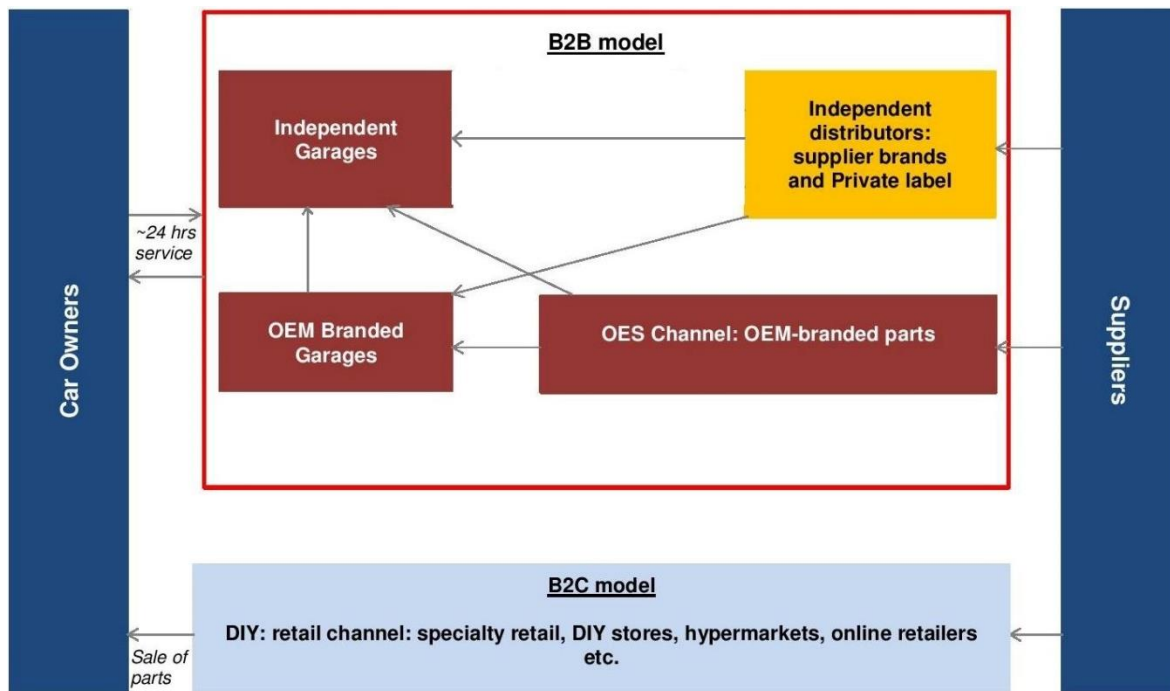 B2B model
Independent
Garages
Independent
distributors:
supplier brands
and Private label
~24 hrs
service
OEM Branded
Garages
OES Channel: OEM-branded parts
Car Owners
Suppliers
B2C model
DIY: retail channel: specialty retail, DIY stores, hypermarkets, online retailers
etc.
Sale of
parts